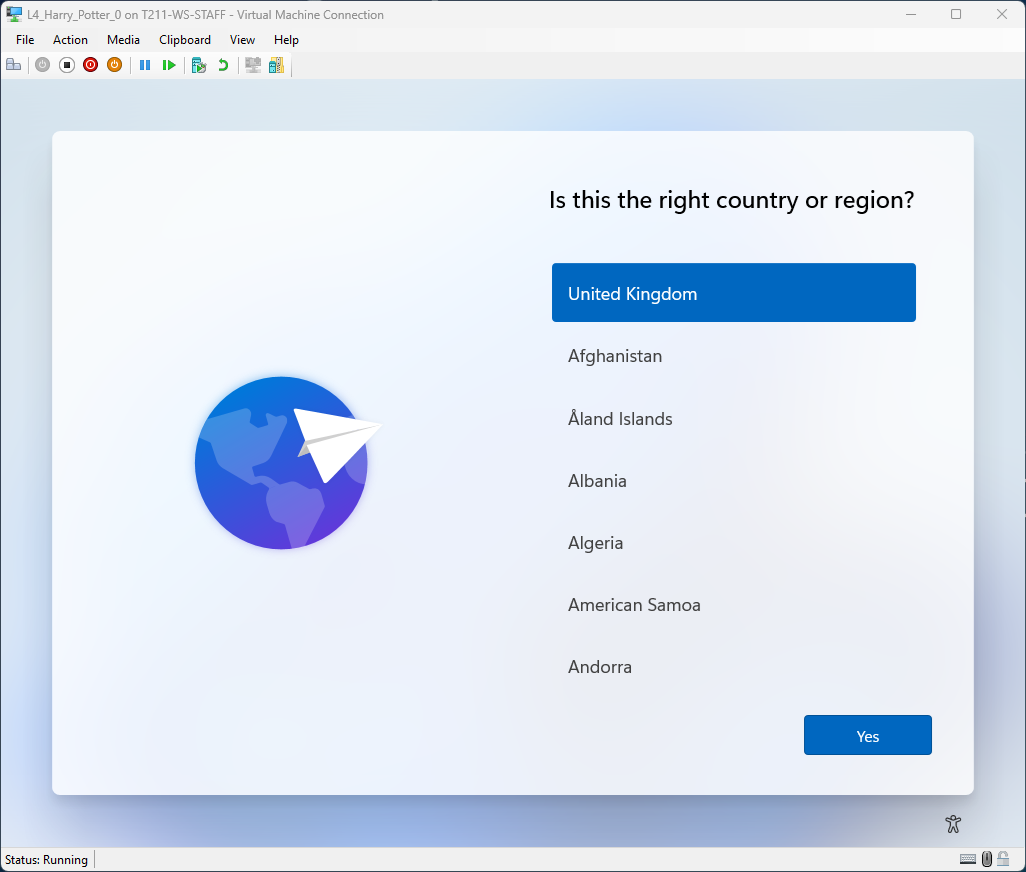 L4_Harry_Potter_0 on T211-WS-STAFF - Virtual Machine Connection
File Action Media Clipboard View Help
Is this the right country or region?
United Kingdom
Afghanistan
Åland Islands
Albania
Algeria
American Samoa
Andorra
Yes
Status: Running